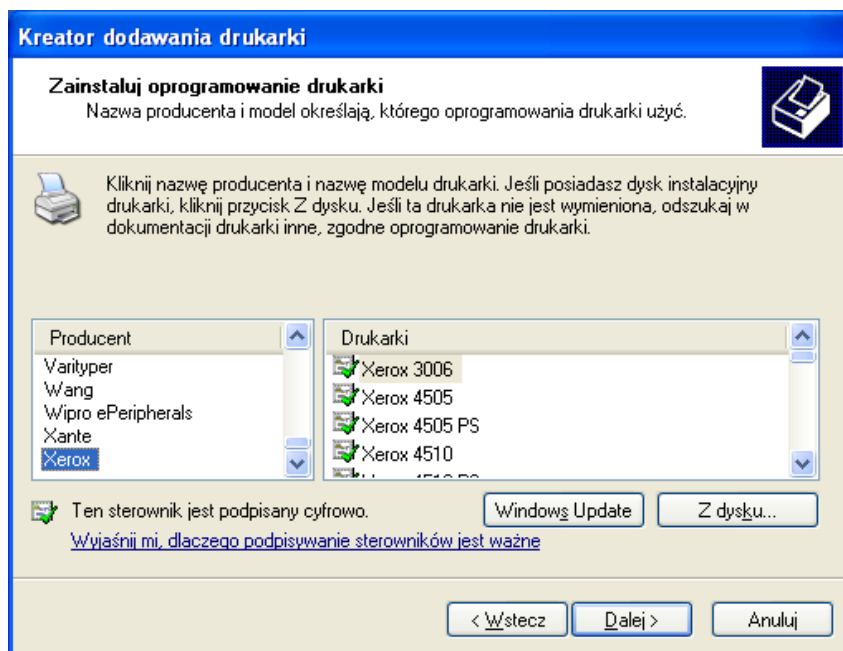 Kreator dodawania drukarki
Zainstaluj oprogramowanie drukarki
Nazwa producenta i model określają, którego oprogramowania drukarki użyć.
Kliknij nazwę producenta i nazwę modelu drukarki. Jeśli posiadasz dysk instalacyjny
drukarki, kliknij przycisk Z dysku. Jeśli ta drukarka nie jest wymieniona, odszukaj w
dokumentacji drukarki inne, zgodne oprogramowanie drukarki.
Producent
Varityper
Wang
Wipro ePeripherals
Xante
Xerox
Drukarki
Xerox 3006
Xerox 4505
Xerox 4505 PS
Xerox 4510
Ten sterownik jest podpisany cyfrowo.
Windows Update
Z dysku...
Wyjaśnij mi, dlaczego podpisywanie sterowników jest ważne
< Wstecz
Dalej >
Anuluj